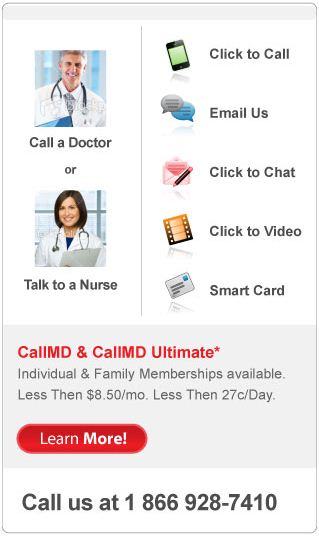 Call a Doctor
or
Talk to a Nurse
Click to Call
Email Us
Click to Chat
Click to Video
Smart Card
CallMD & CallMD Ultimate*
Individual & Family Memberships available.
Less Then $8.50/mo. Less Then 27c/Day.
Learn More!
Call us at 1 866 928-7410